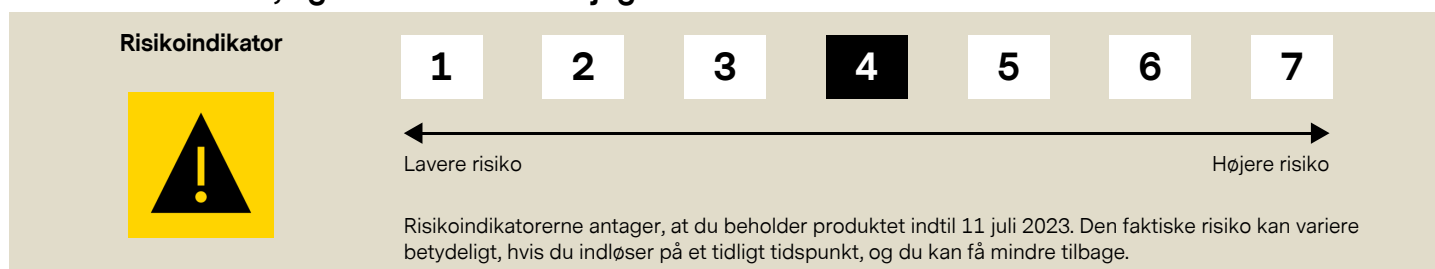 Risikoindikator
1 2 3 4 5 6 7
Lavere risiko Højere risiko
Risikoindikatorerne antager, at du beholder produktet indtil 11 juli 2023. Den faktiske risiko kan variere
betydeligt, hvis du indløser på et tidligt tidspunkt, og du kan få mindre tilbage.